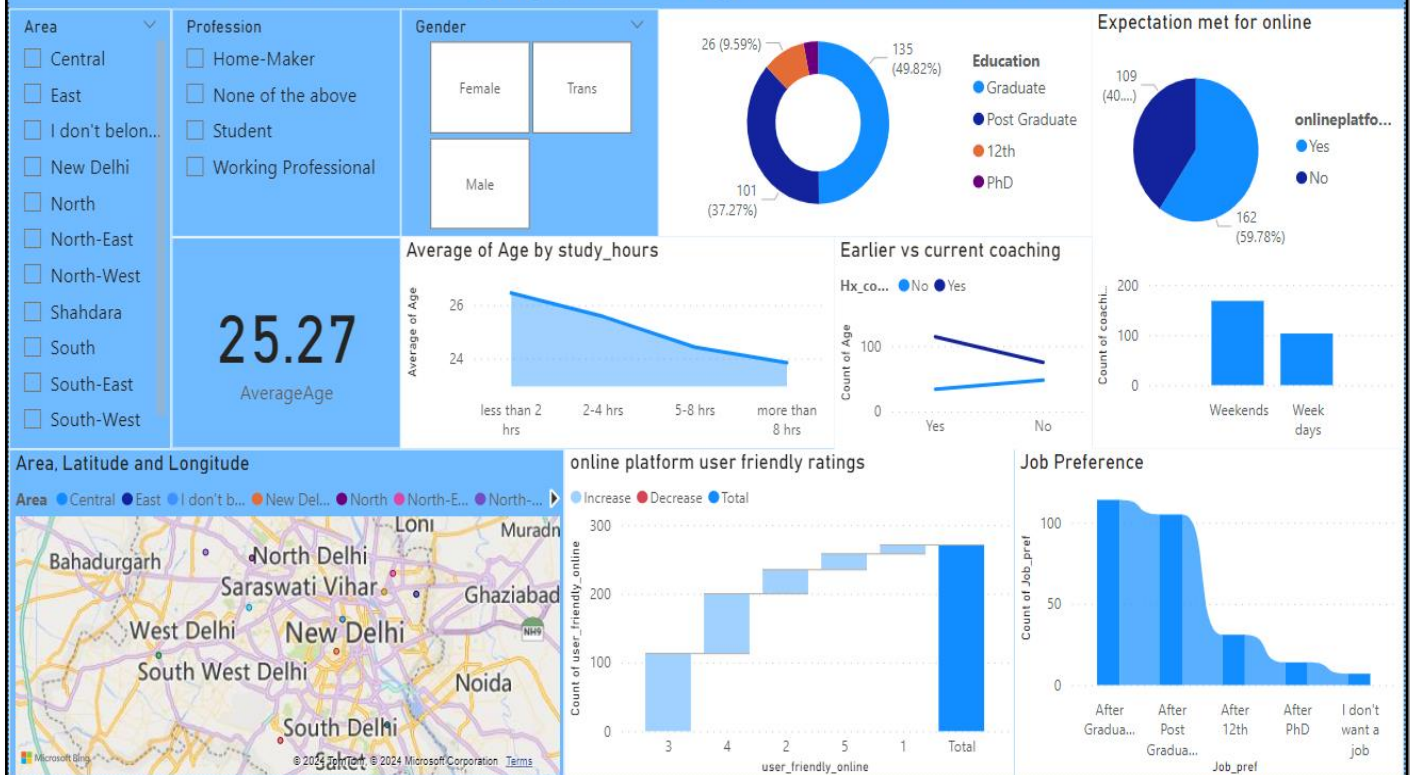 Area
Central
East
I don't belon...
New Delhi
North
North-East
North-West
Shahdara
South
South-East
South-West
Profession
Home-Maker
None of the above
Student
Working Professional
Gender
Female
Trans
Male
26 (9.59%)
135
(49.82%)
101
(37.27%)
Education
Graduate
Post Graduate
12th
PhD
Expectation met for online
109
(40....)
162
(59.78%)
onlineplatfo...
Yes
No
25.27
AverageAge
Average of Age by study_hours
Average of Age
26
24
less than 2
hrs
2-4 hrs
5-8 hrs
more than
8 hrs
Earlier vs current coaching
Hx_co... No Yes
Count of Age
100
0
Yes
No
Count of coachi...
200
100
0
Weekends
Week
days
Area, Latitude and Longitude
Area Central East I don't b... New Del... North North-E... North-...
Loni
Muradn
Bahadurgarh
North Delhi
Saraswati Vihar
Ghaziabad
West Delhi
New Delhi
NH9
South West Delhi
Noida
South Delhi
Saket
Microsoft Bing
© 2024 TomTom, © 2024 Microsoft Corporation Terms
online platform user friendly ratings
Increase Decrease Total
Count of user_friendly_online
300
200
100
0
3
4
2
5
1
Total
user_friendly_online
Job Preference
Count of Job_pref
100
50
0
After
Gradua...
After
Post
Gradua...
After
12th
After
PhD
I don't
want a
job
Job_pref